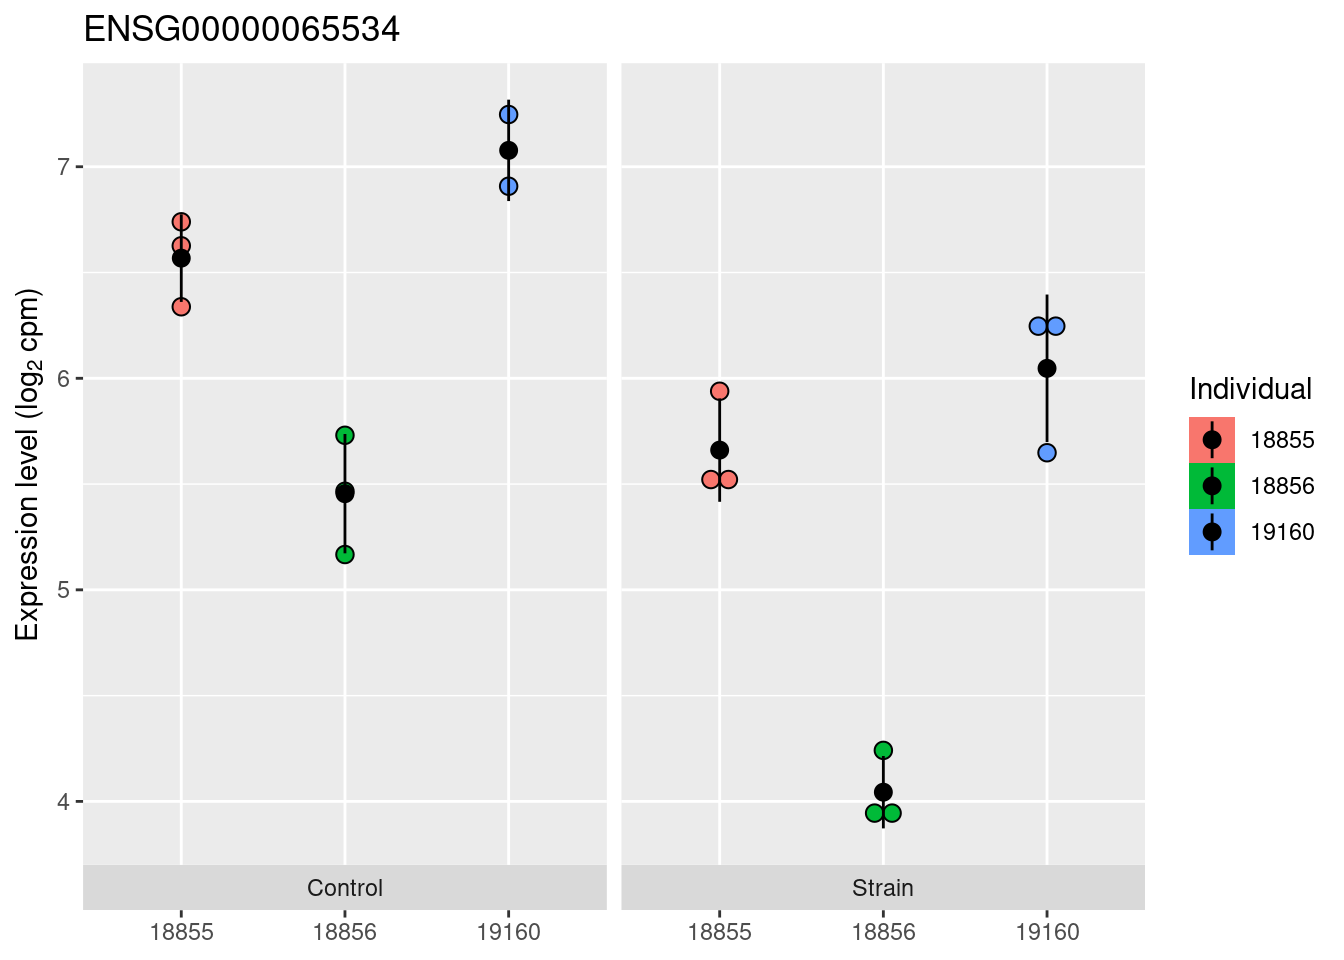 ENSG00000065534
Expression level (log₂ cpm)
7
6
5
4
Control
Strain
18855
18856
19160
18855
18856
19160
Individual
18855
18856
19160